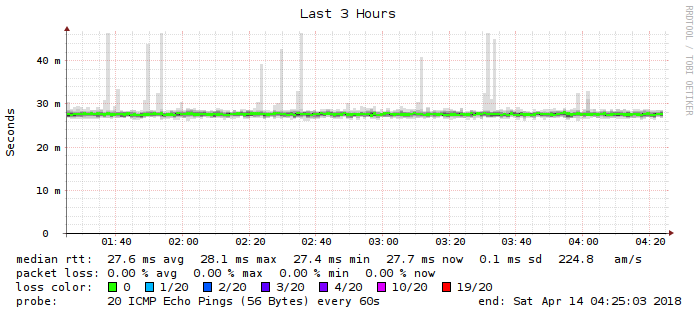 Last 3 Hours
RRDTOOL / TOBI OETIKER
Seconds
40 m
30 m
20 m
10 m
0
01:40 02:00 02:20 02:40 03:00 03:20 03:40 04:00 04:20
median rtt: 27.6 ms avg 28.1 ms max 27.4 ms min 27.7 ms now 0.1 ms sd 224.8 am/s
packet loss: 0.00 % avg 0.00 % max 0.00 % min 0.00 % now
loss color: 0 1/20 2/20 3/20 4/20 10/20 19/20
probe: 20 ICMP Echo Pings (56 Bytes) every 60s end: Sat Apr 14 04:25:03 2018